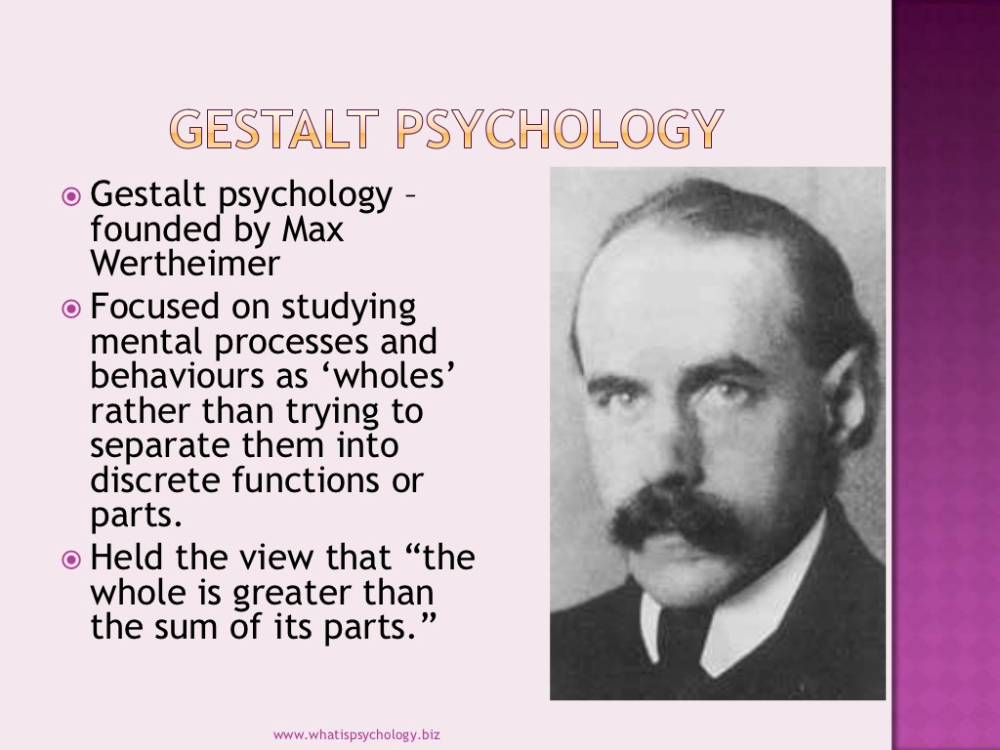 GESTALT PSYCHOLOGY
Gestalt psychology –
founded by Max
Wertheimer
Focused on studying
mental processes and
behaviours as ‘wholes’
rather than trying to
separate them into
discrete functions or
parts.
Held the view that “the
whole is greater than
the sum of its parts.”
www.whatispsychology.biz